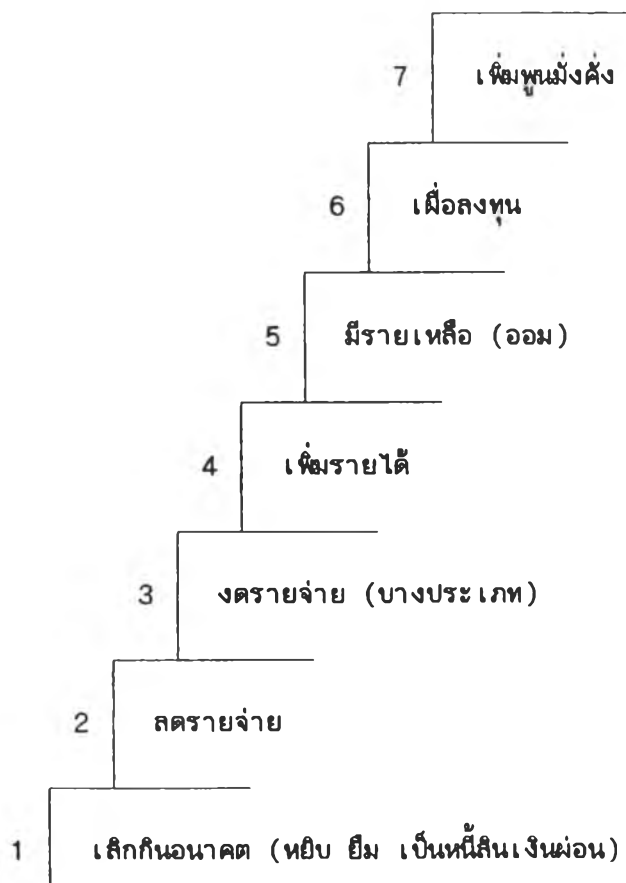 7 เพิ่มพูนมั่งคั่ง
6 เผื่อลงทุน
5 มีรายเหลือ (ออม)
4 เพิ่มรายได้
3 งดรายจ่าย (บางประเภท)
2 ลดรายจ่าย
1 เลิกกินอนาคต (หยิบ ยืม เป็นหนี้สินเงินผ่อน)